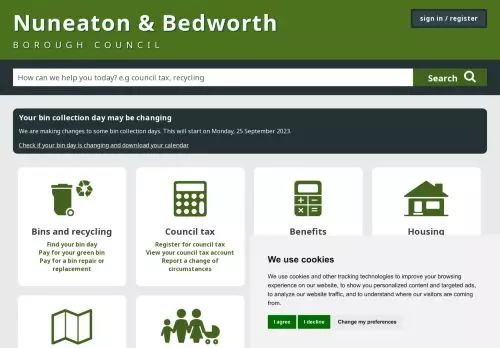 Nuneaton & Bedworth
BOROUGH COUNCIL
sign in / register
How can we help you today? e.g council tax, recycling
Search
Your bin collection day may be changing
We are making changes to some bin collection days. This will start on Monday, 25 September 2023.
Check if your bin day is changing and download your calendar
Bins and recycling
Find your bin day
Pay for your green bin
Pay for a bin repair or
replacement
Council tax
Register for council tax
View your council tax account
Report a change of
circumstances
Benefits
Housing
We use cookies
We use cookies and other tracking technologies to improve your browsing
experience on our website, to show you personalized content and targeted ads,
to analyze our website traffic, and to understand where our visitors are coming
from.
I agree
I decline
Change my preferences